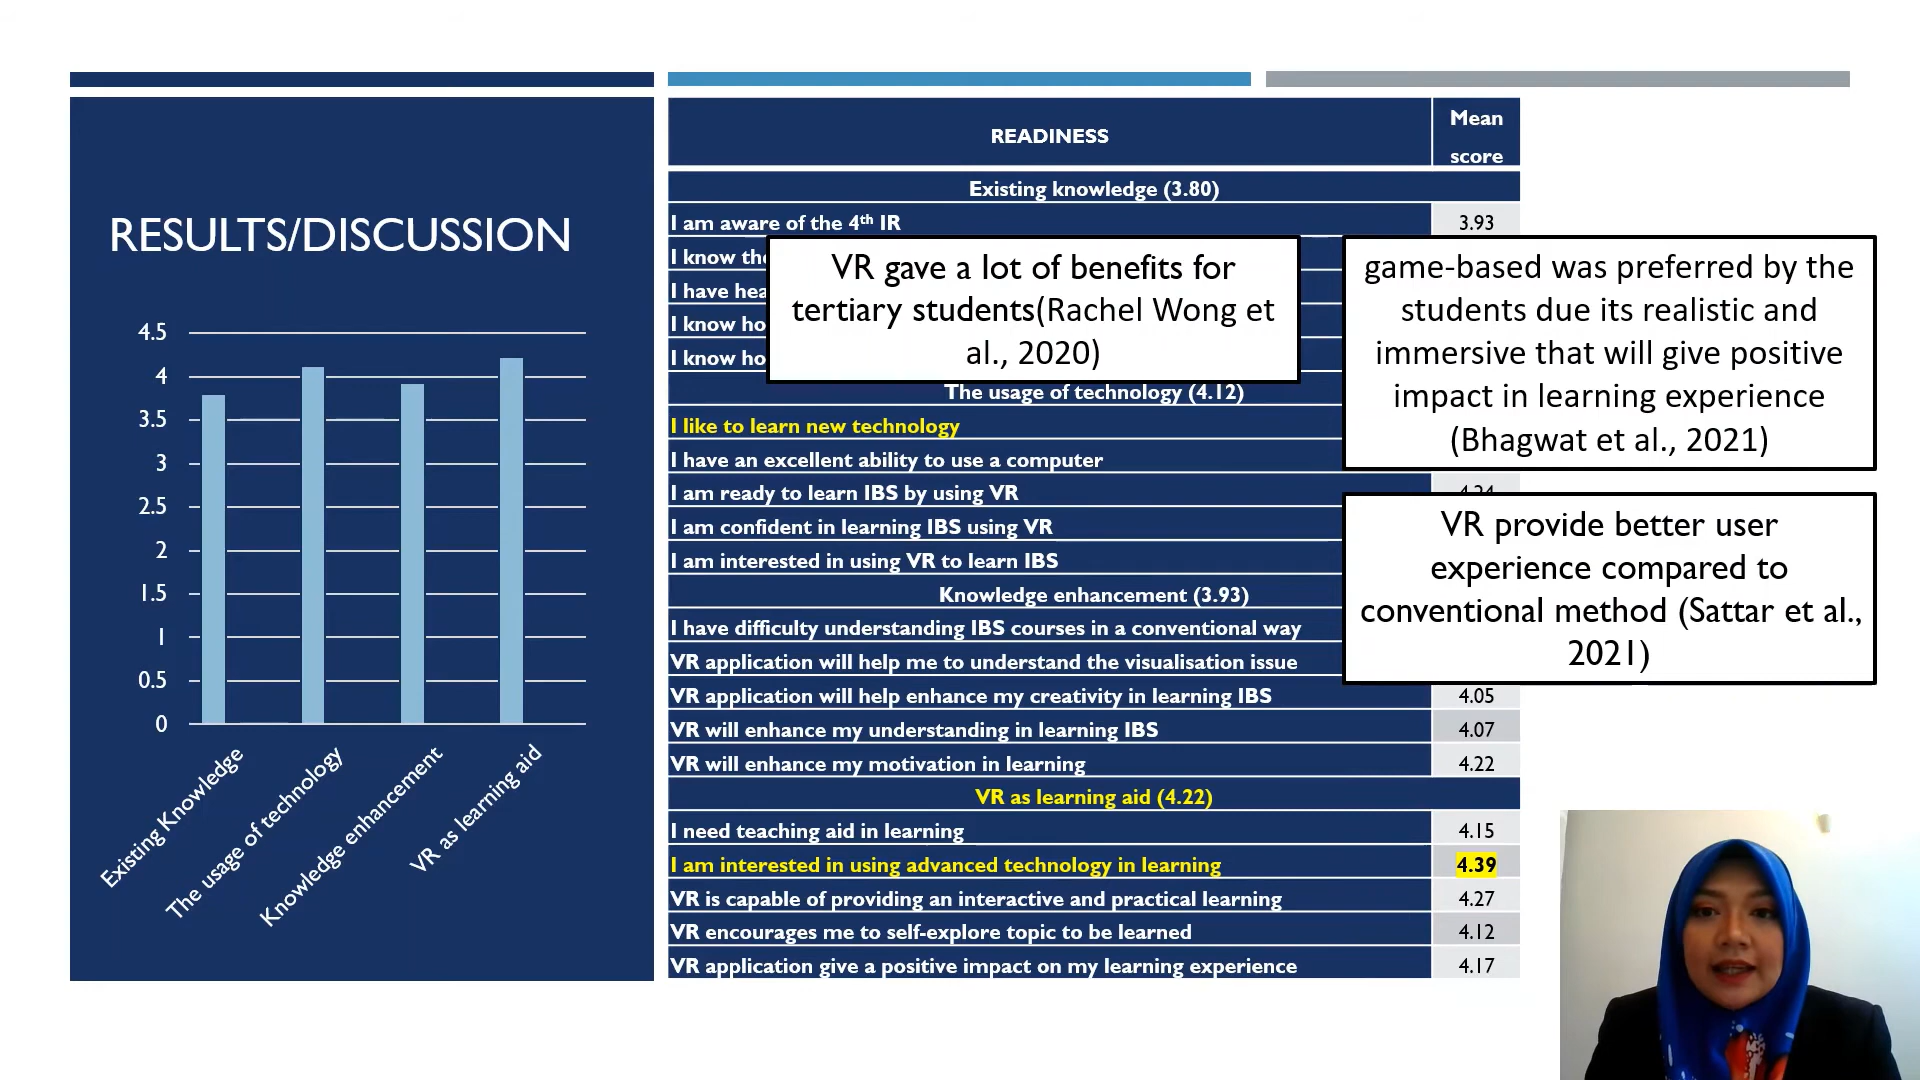 RESULTS/DISCUSSION
4.5
4
3.5
3
2.5
2
1.5
1
0.5
0
Existing Knowledge
The usage of technology
Knowledge enhancement
VR as learning aid
READINESS
Mean
score
Existing knowledge (3.80)
I am aware of the 4th IR 3.93
I know
I have
I know
I know
VR gave a lot of benefits for
tertiary students(Rachel Wong et
al., 2020)
game-based was preferred by the
students due its realistic and
immersive that will give positive
impact in learning experience
(Bhagwat et al., 2021)
The usage of technology (4.12)
I like to learn new technology
I have an excellent ability to use a computer
I am ready to learn IBS by using VR
I am confident in learning IBS using VR
I am interested in using VR to learn IBS
VR provide better user
experience compared to
conventional method (Sattar et al.,
2021)
Knowledge enhancement (3.93)
I have difficulty understanding IBS courses in a conventional way
VR application will help me to understand the visualisation issue
VR application will help enhance my creativity in learning IBS 4.05
VR will enhance my understanding in learning IBS 4.07
VR will enhance my motivation in learning 4.22
VR as learning aid (4.22)
I need teaching aid in learning 4.15
I am interested in using advanced technology in learning 4.39
VR is capable of providing an interactive and practical learning 4.27
VR encourages me to self-explore topic to be learned 4.12
VR application give a positive impact on my learning experience 4.17